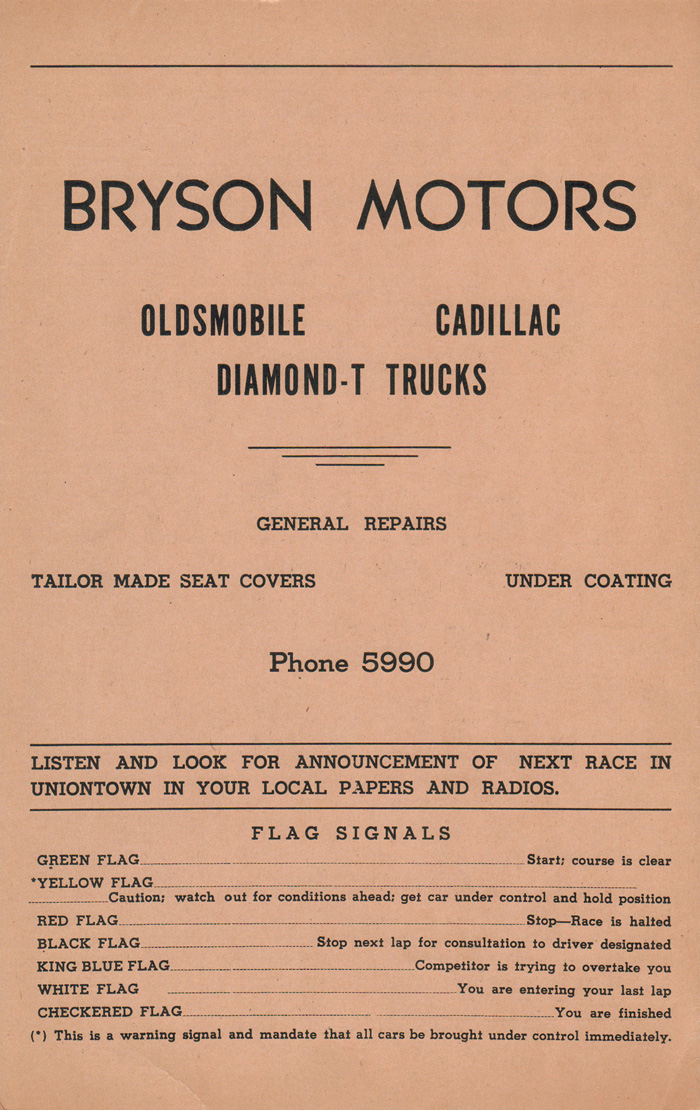 BRYSON MOTORS
OLDSMOBILE CADILLAC
DIAMOND-T TRUCKS
GENERAL REPAIRS
TAILOR MADE SEAT COVERS UNDER COATING
Phone 5990
LISTEN AND LOOK FOR ANNOUNCEMENT OF NEXT RACE IN
UNIONTOWN IN YOUR LOCAL PAPERS AND RADIOS.
FLAG SIGNALS
GREEN FLAG Start; course is clear
*YELLOW FLAG
Caution; watch out for conditions ahead; get car under control and hold position
RED FLAG Stop—Race is halted
BLACK FLAG Stop next lap for consultation to driver designated
KING BLUE FLAG Competitor is trying to overtake you
WHITE FLAG You are entering your last lap
CHECKERED FLAG You are finished
(*) This is a warning signal and mandate that all cars be brought under control immediately.